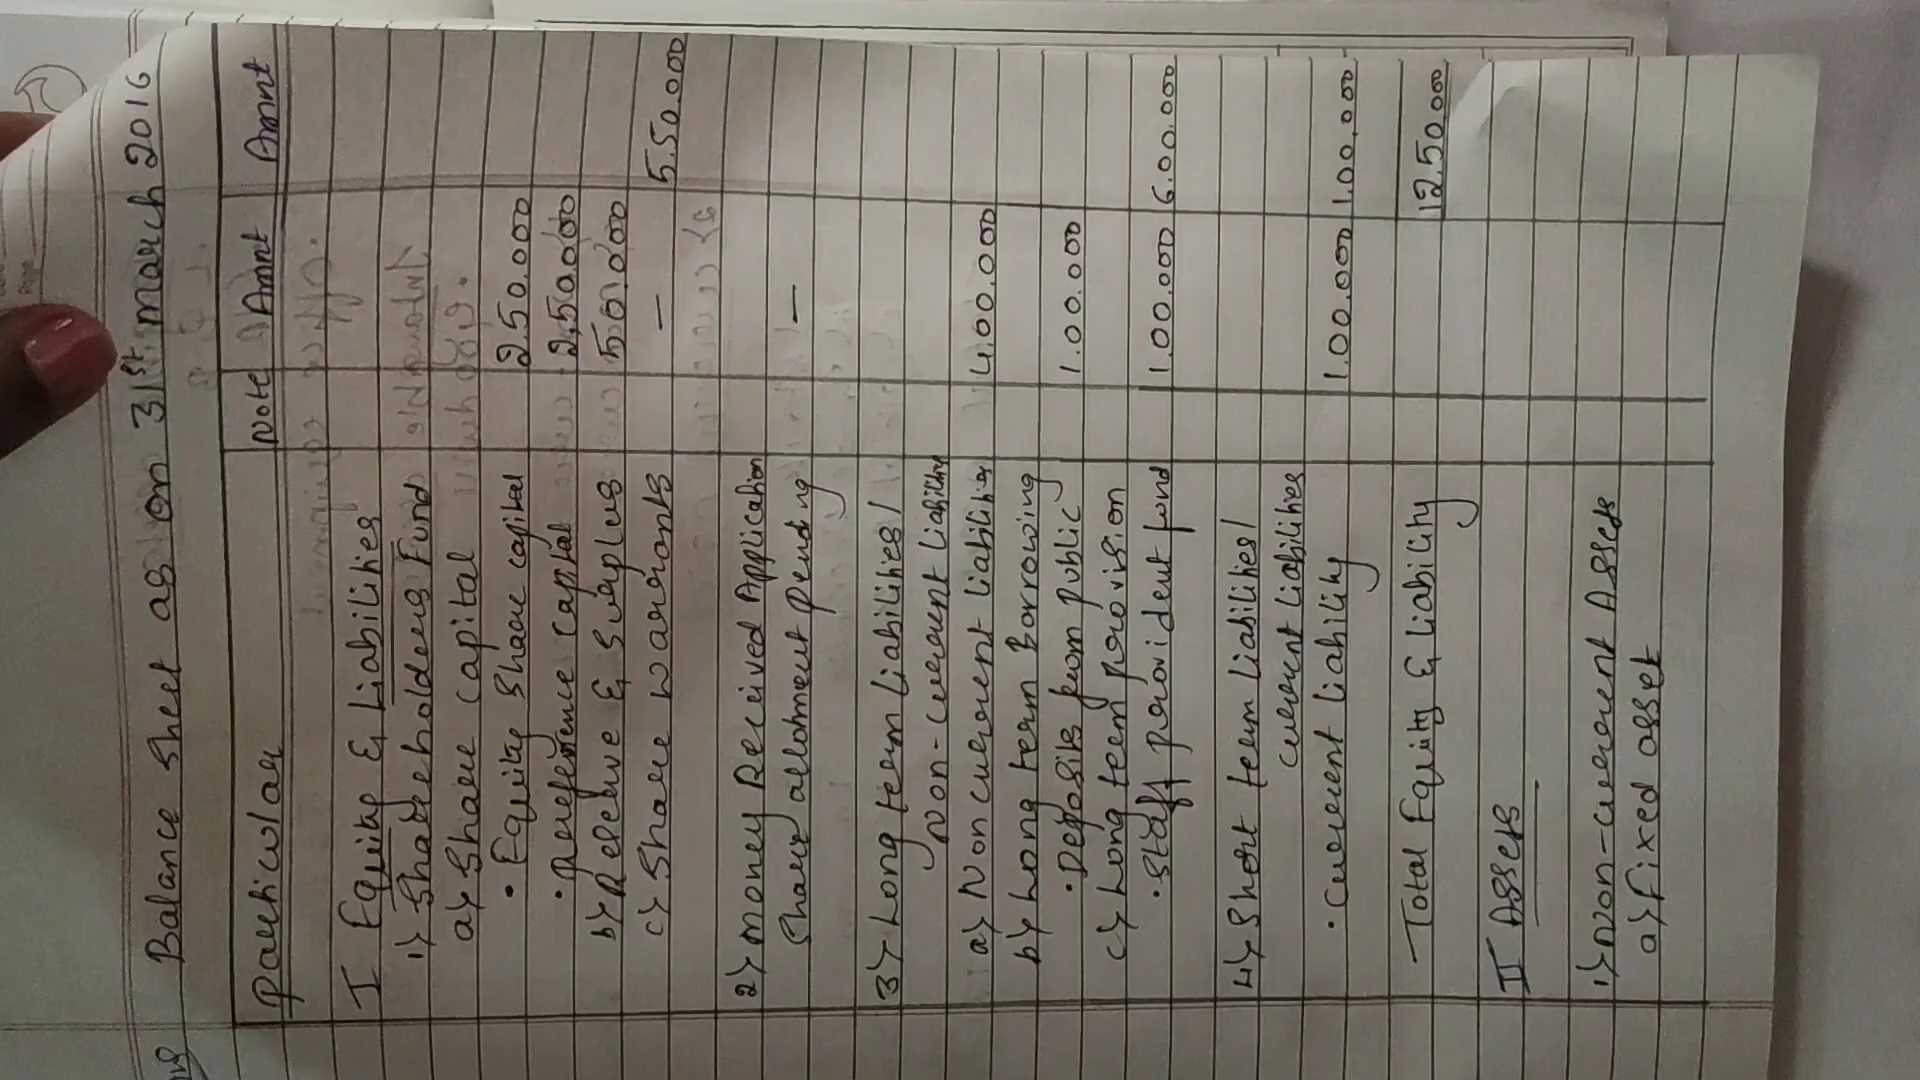 Balance Sheet as on 31st march 2016
Particular Note Amnt Amnt
I Equity & Liabilities
1) Shareholders Fund
a) Share capital
• Equity Share capital 2.50.000
• preference capital 2,50,000
b) Reserve & Surplus 50,000
c) Share warrants — 5.50.000
2) money Received Application
Share allotment pending —
3) Long term Liabilities/
Non-current liability
a) Non current liability 4.00.000
b) Long term Borrowing
• Deposits from public 1.00.000
c) Long term provision
• Staff provident fund 1.00.000 6.00.000
4) Short term Liabilities/
current liabilities
• current liability 1.00.000 1.00.000
Total Equity & Liability 12.50.000
II Assets
1) non-current Assets
a) Fixed asset